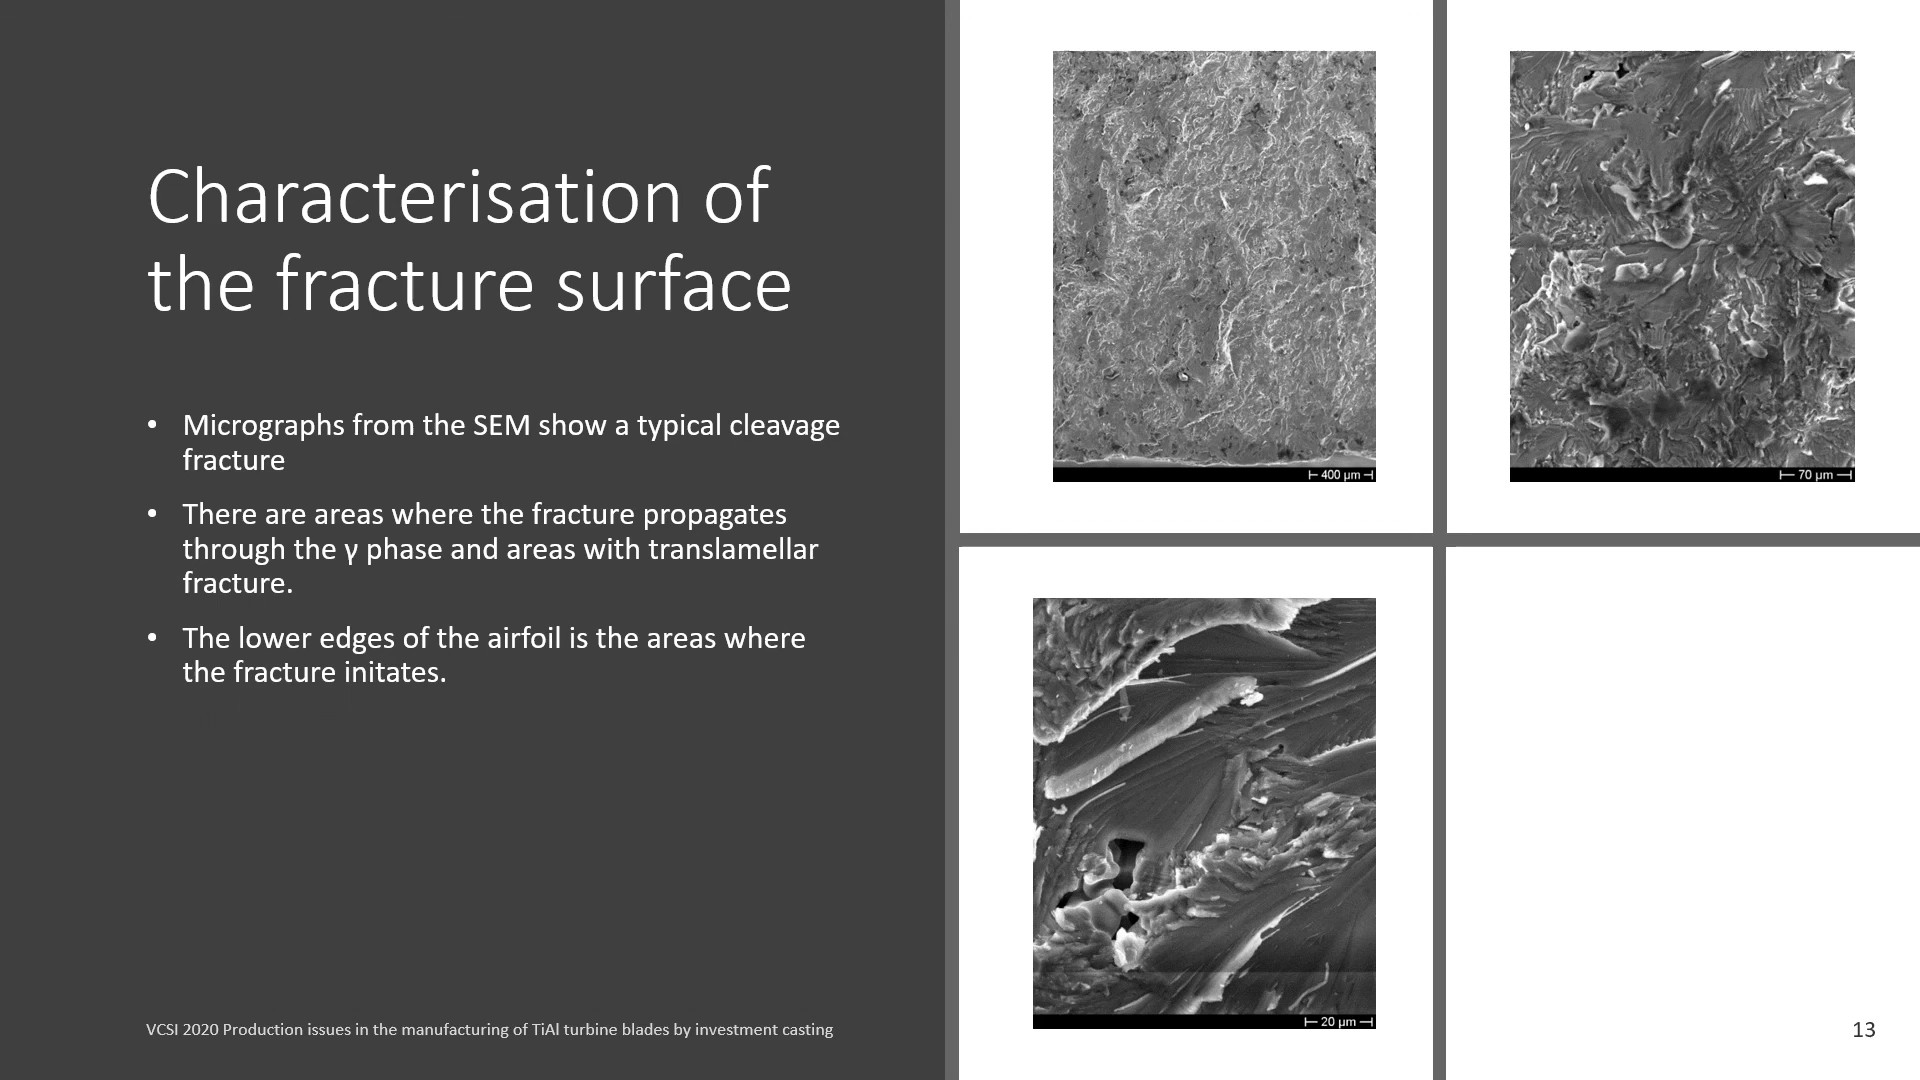 Characterisation of
the fracture surface
• Micrographs from the SEM show a typical cleavage
fracture
• There are areas where the fracture propagates
through the γ phase and areas with translamellar
fracture.
• The lower edges of the airfoil is the areas where
the fracture initates.
VCSI 2020 Production issues in the manufacturing of TiAl turbine blades by investment casting
400 µm
70 µm
20 µm
13